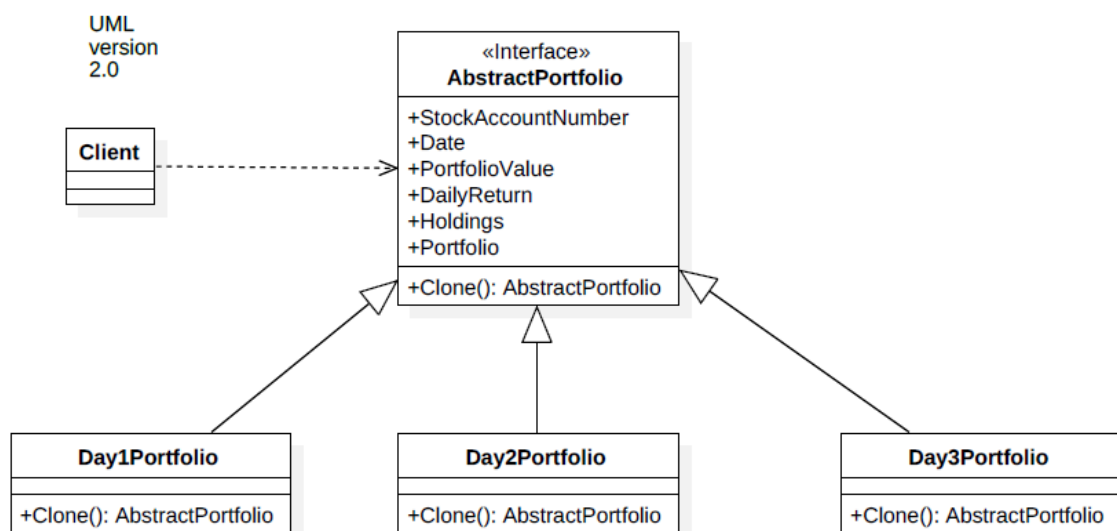 UML
version
2.0
«Interface»
AbstractPortfolio
+StockAccountNumber
+Date
+PortfolioValue
+DailyReturn
+Holdings
+Portfolio
+Clone(): AbstractPortfolio
Client
Day1Portfolio
+Clone(): AbstractPortfolio
Day2Portfolio
+Clone(): AbstractPortfolio
Day3Portfolio
+Clone(): AbstractPortfolio